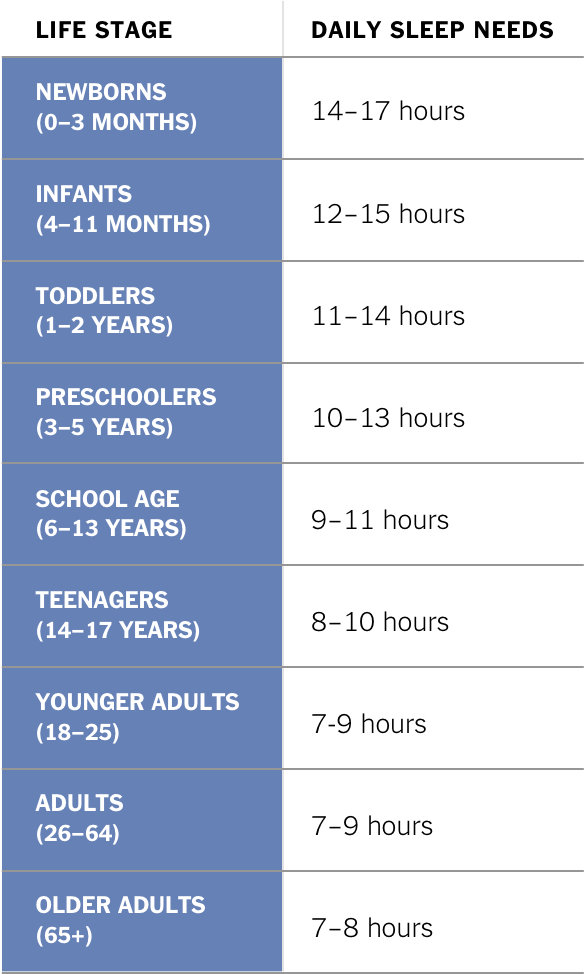 LIFE STAGE DAILY SLEEP NEEDS
NEWBORNS
(0–3 MONTHS)
14–17 hours
INFANTS
(4–11 MONTHS)
12–15 hours
TODDLERS
(1–2 YEARS)
11–14 hours
PRESCHOOLERS
(3–5 YEARS)
10–13 hours
SCHOOL AGE
(6–13 YEARS)
9–11 hours
TEENAGERS
(14–17 YEARS)
8–10 hours
YOUNGER ADULTS
(18–25)
7-9 hours
ADULTS
(26–64)
7–9 hours
OLDER ADULTS
(65+)
7–8 hours